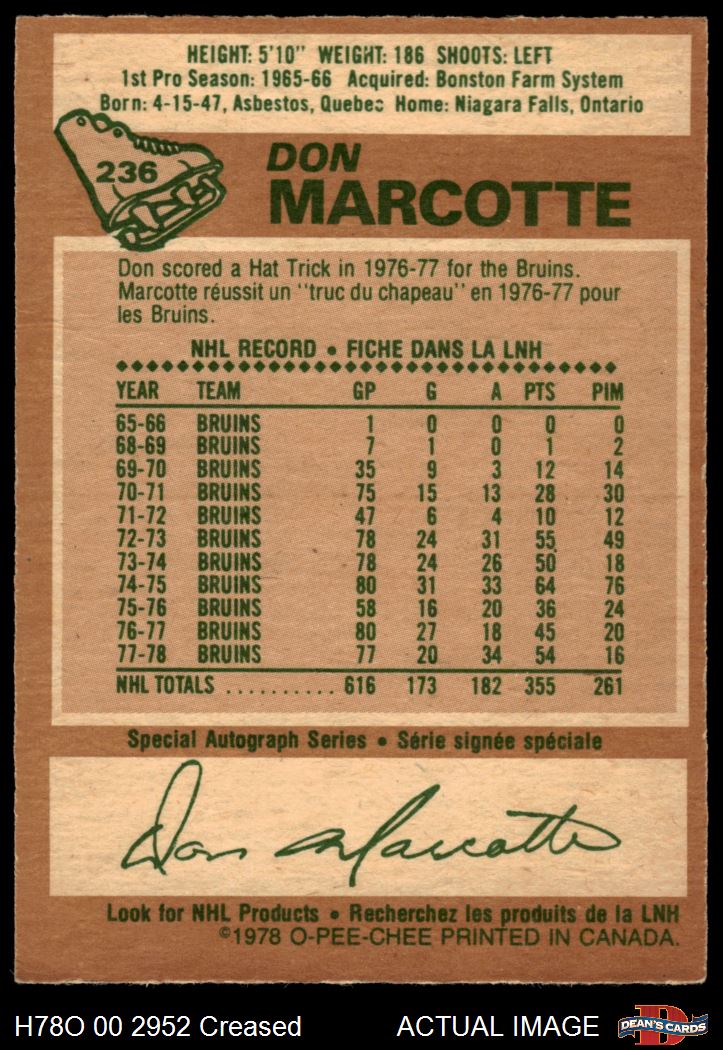 HEIGHT: 5'10" WEIGHT: 186 SHOOTS: LEFT
1st Pro Season: 1965-66 Acquired: Bonston Farm System
Born: 4-15-47, Asbestos, Quebec Home: Niagara Falls, Ontario
236
DON
MARCOTTE
Don scored a Hat Trick in 1976-77 for the Bruins.
Marcotte réussit un "truc du chapeau" en 1976-77 pour
les Bruins.
NHL RECORD • FICHE DANS LA LNH
YEAR TEAM GP G A PTS PIM
65-66 BRUINS 1 0 0 0 0
68-69 BRUINS 7 1 0 1 2
69-70 BRUINS 35 9 3 12 14
70-71 BRUINS 75 15 13 28 30
71-72 BRUINS 47 6 4 10 12
72-73 BRUINS 78 24 31 55 49
73-74 BRUINS 78 24 26 50 18
74-75 BRUINS 80 31 33 64 76
75-76 BRUINS 58 16 20 36 24
76-77 BRUINS 80 27 18 45 20
77-78 BRUINS 77 20 34 54 16
NHL TOTALS .......... 616 173 182 355 261
Special Autograph Series • Série signée spéciale
Don Marcotte
Look for NHL Products • Recherchez les produits de la LNH
©1978 O-PEE-CHEE PRINTED IN CANADA.
H78O 00 2952 Creased ACTUAL IMAGE
D
DEAN'S CARDS